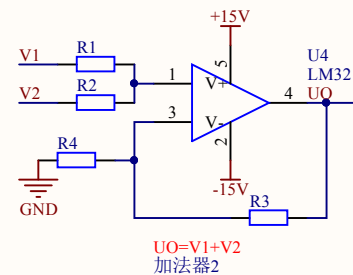 +15V
U4
LM32
V1
R1
5
1
V+
V2
R2
4
UO
3
V-
R4
2
-15V
GND
R3
UO=V1+V2
加法器2